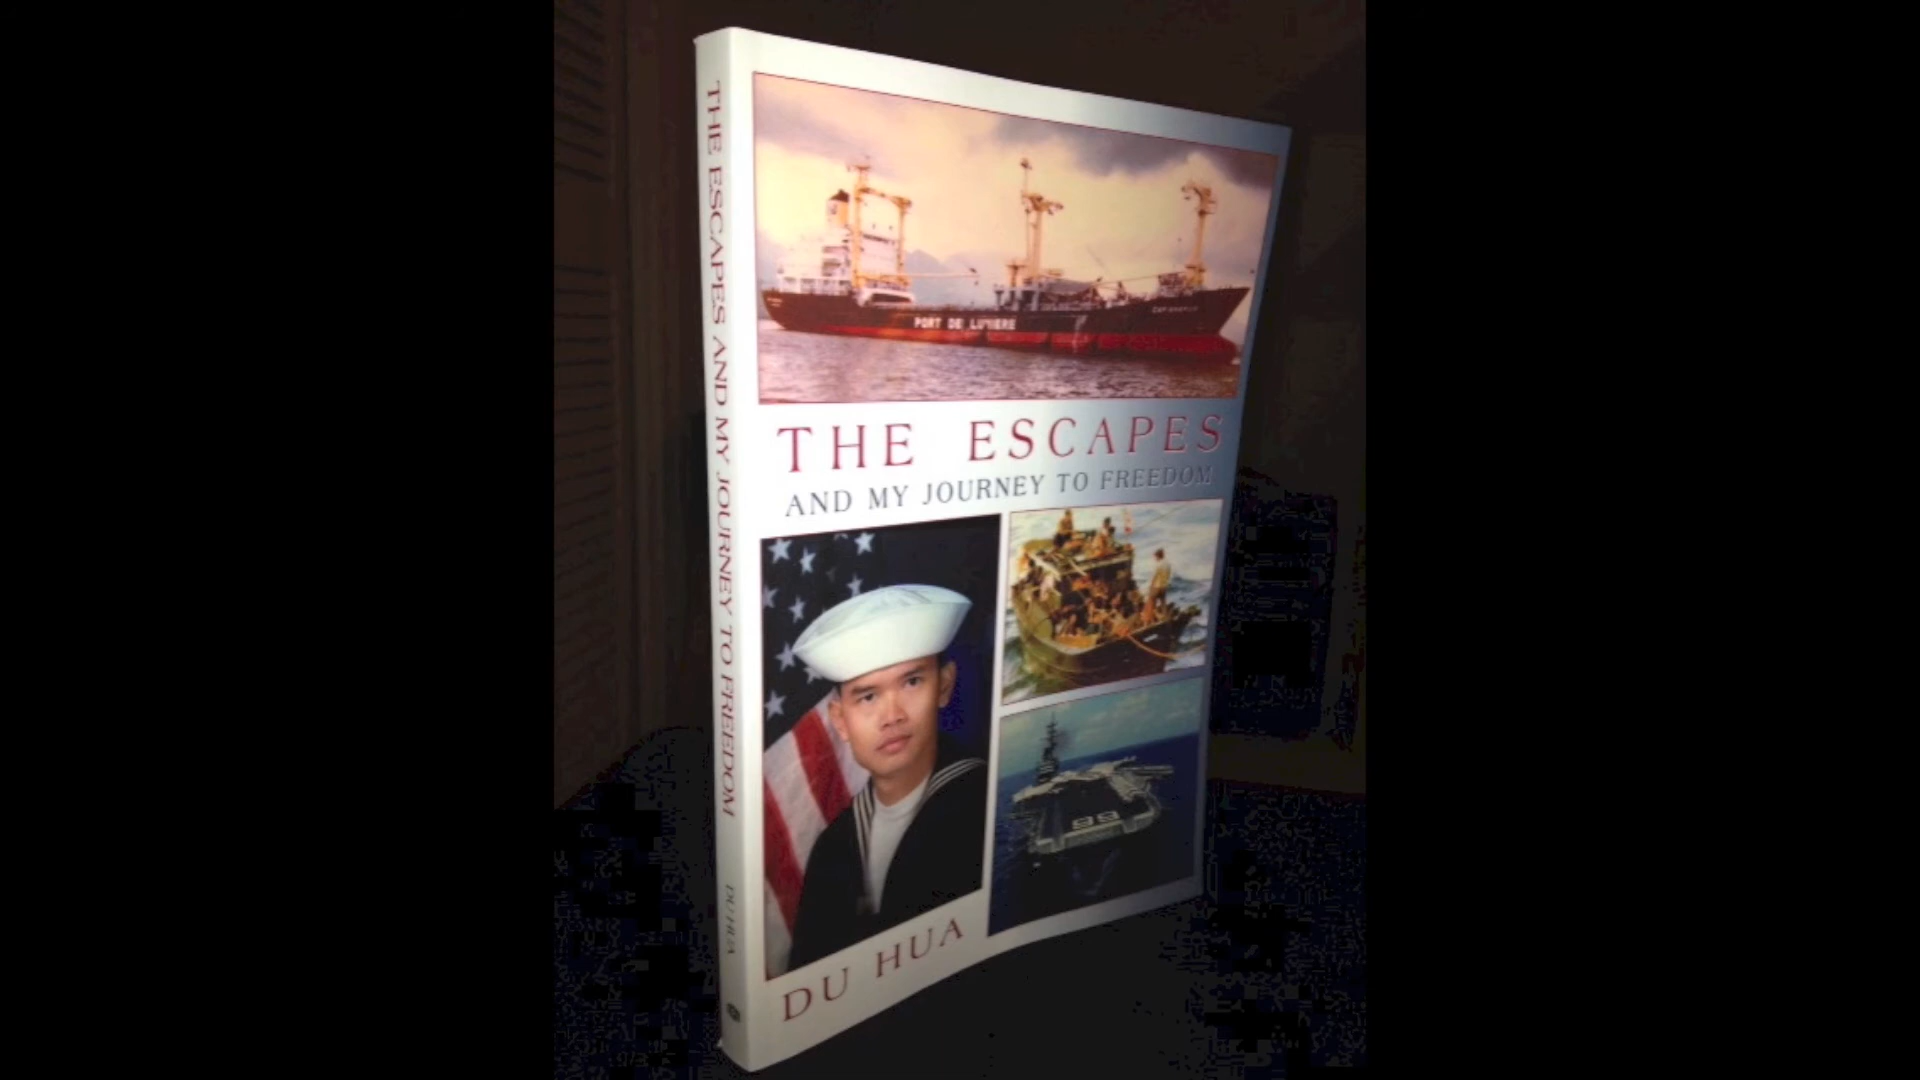 THE ESCAPES AND MY JOURNEY TO FREEDOM
DU HUA
PORT DE LUMIERE
THE ESCAPES
AND MY JOURNEY TO FREEDOM
66
DU HUA